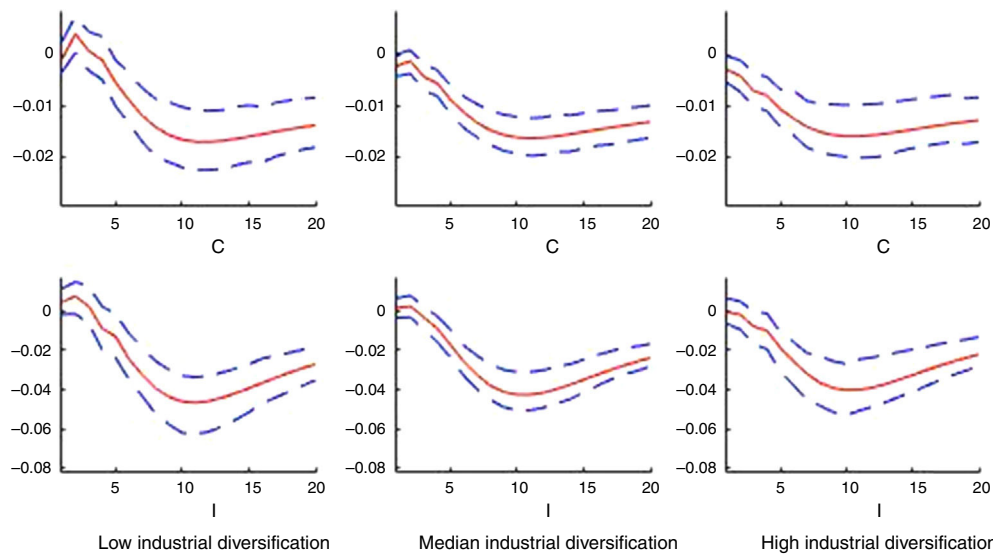 0 0 0
–0.01 –0.01 –0.01
–0.02 –0.02 –0.02
5 10 15 20 5 10 15 20 5 10 15 20
C C C
0 0 0
–0.02 –0.02 –0.02
–0.04 –0.04 –0.04
–0.06 –0.06 –0.06
–0.08 –0.08 –0.08
5 10 15 20 5 10 15 20 5 10 15 20
I I I
Low industrial diversification Median industrial diversification High industrial diversification